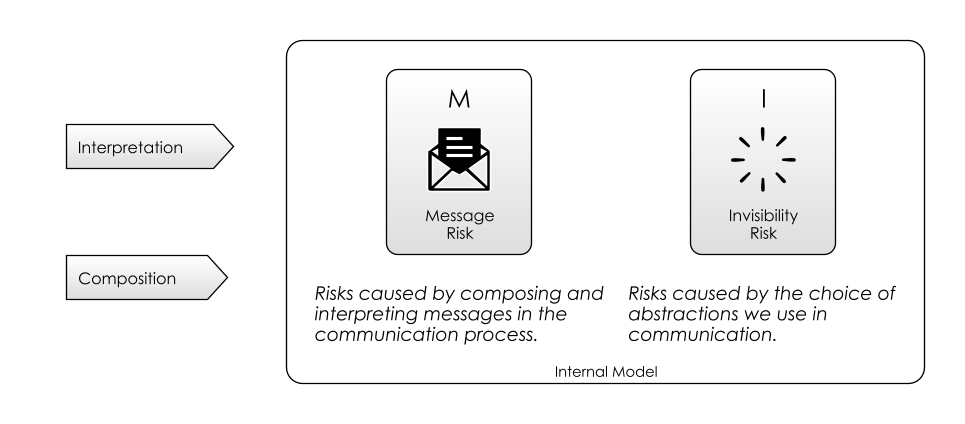 Interpretation
Composition
M
Message
Risk
Risks caused by composing and
interpreting messages in the
communication process.
I
Invisibility
Risk
Risks caused by the choice of
abstractions we use in
communication.
Internal Model